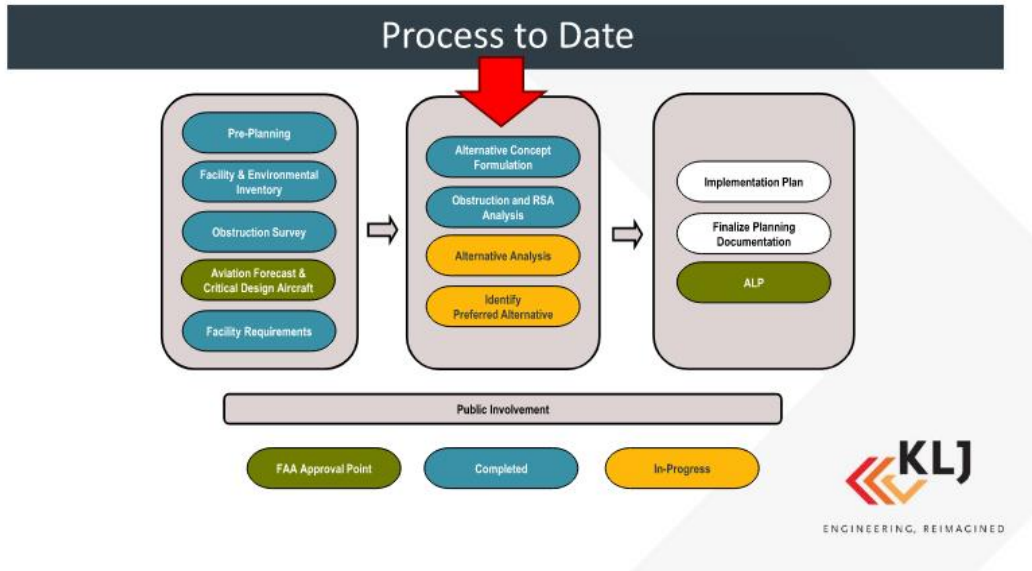 Process to Date
Pre-Planning
Facility & Environmental
Inventory
Obstruction Survey
Aviation Forecast &
Critical Design Aircraft
Facility Requirements
Alternative Concept
Formulation
Obstruction and RSA
Analysis
Alternative Analysis
Identify
Preferred Alternative
Implementation Plan
Finalize Planning
Documentation
ALP
Public Involvement
FAA Approval Point
Completed
In-Progress
KLJ
ENGINEERING, REIMAGINED